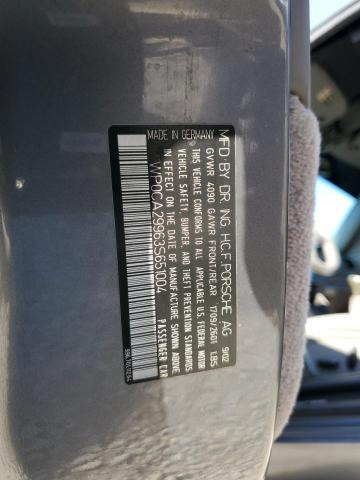 MADE IN GERMANY
MFD BY DR. ING. H.C.F. PORSCHE AG 9/02
GVWR 4090 GAWR FRONT/REAR 1709/2601 LBS
THIS VEHICLE CONFORMS TO ALL APPLICABLE U.S. FEDERAL MOTOR
VEHICLE SAFETY, BUMPER, AND THEFT PREVENTION STANDARDS
IN EFFECT ON THE DATE OF MANUFACTURE SHOWN ABOVE.
WP0CA29963S651004 PASSENGER CAR